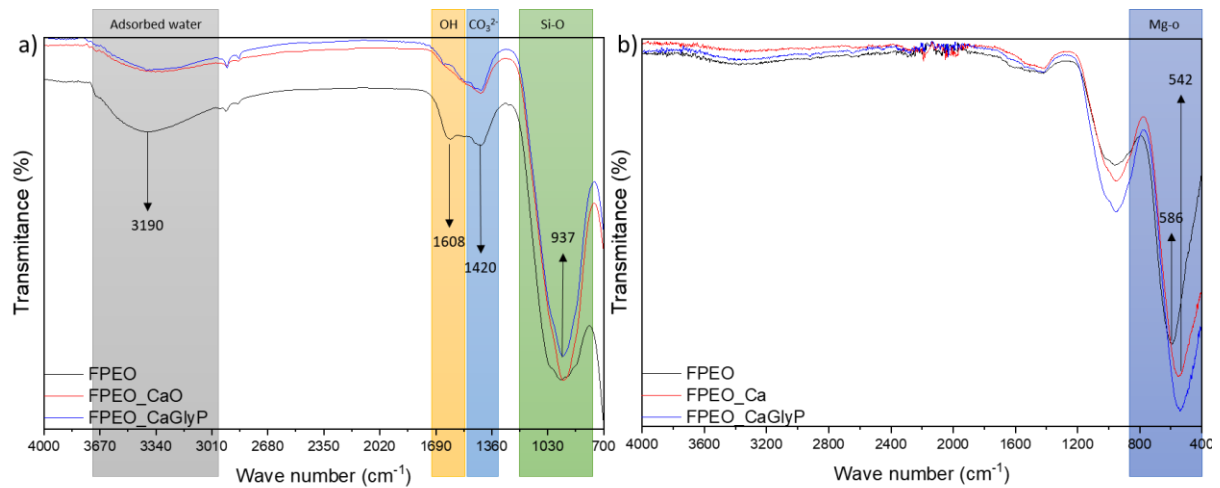 a)
Adsorbed water
OH
CO₃²⁻
Si-O
3190
1608
1420
937
FPEO
FPEO_CaO
FPEO_CaGlyP
4000 3670 3340 3010 2680 2350 2020 1690 1360 1030 700
Wave number (cm⁻¹)
Transmitance (%)
b)
Mg-o
542
586
FPEO
FPEO_Ca
FPEO_CaGlyP
4000 3600 3200 2800 2400 2000 1600 1200 800 400
Wave number (cm⁻¹)
Transmitance (%)